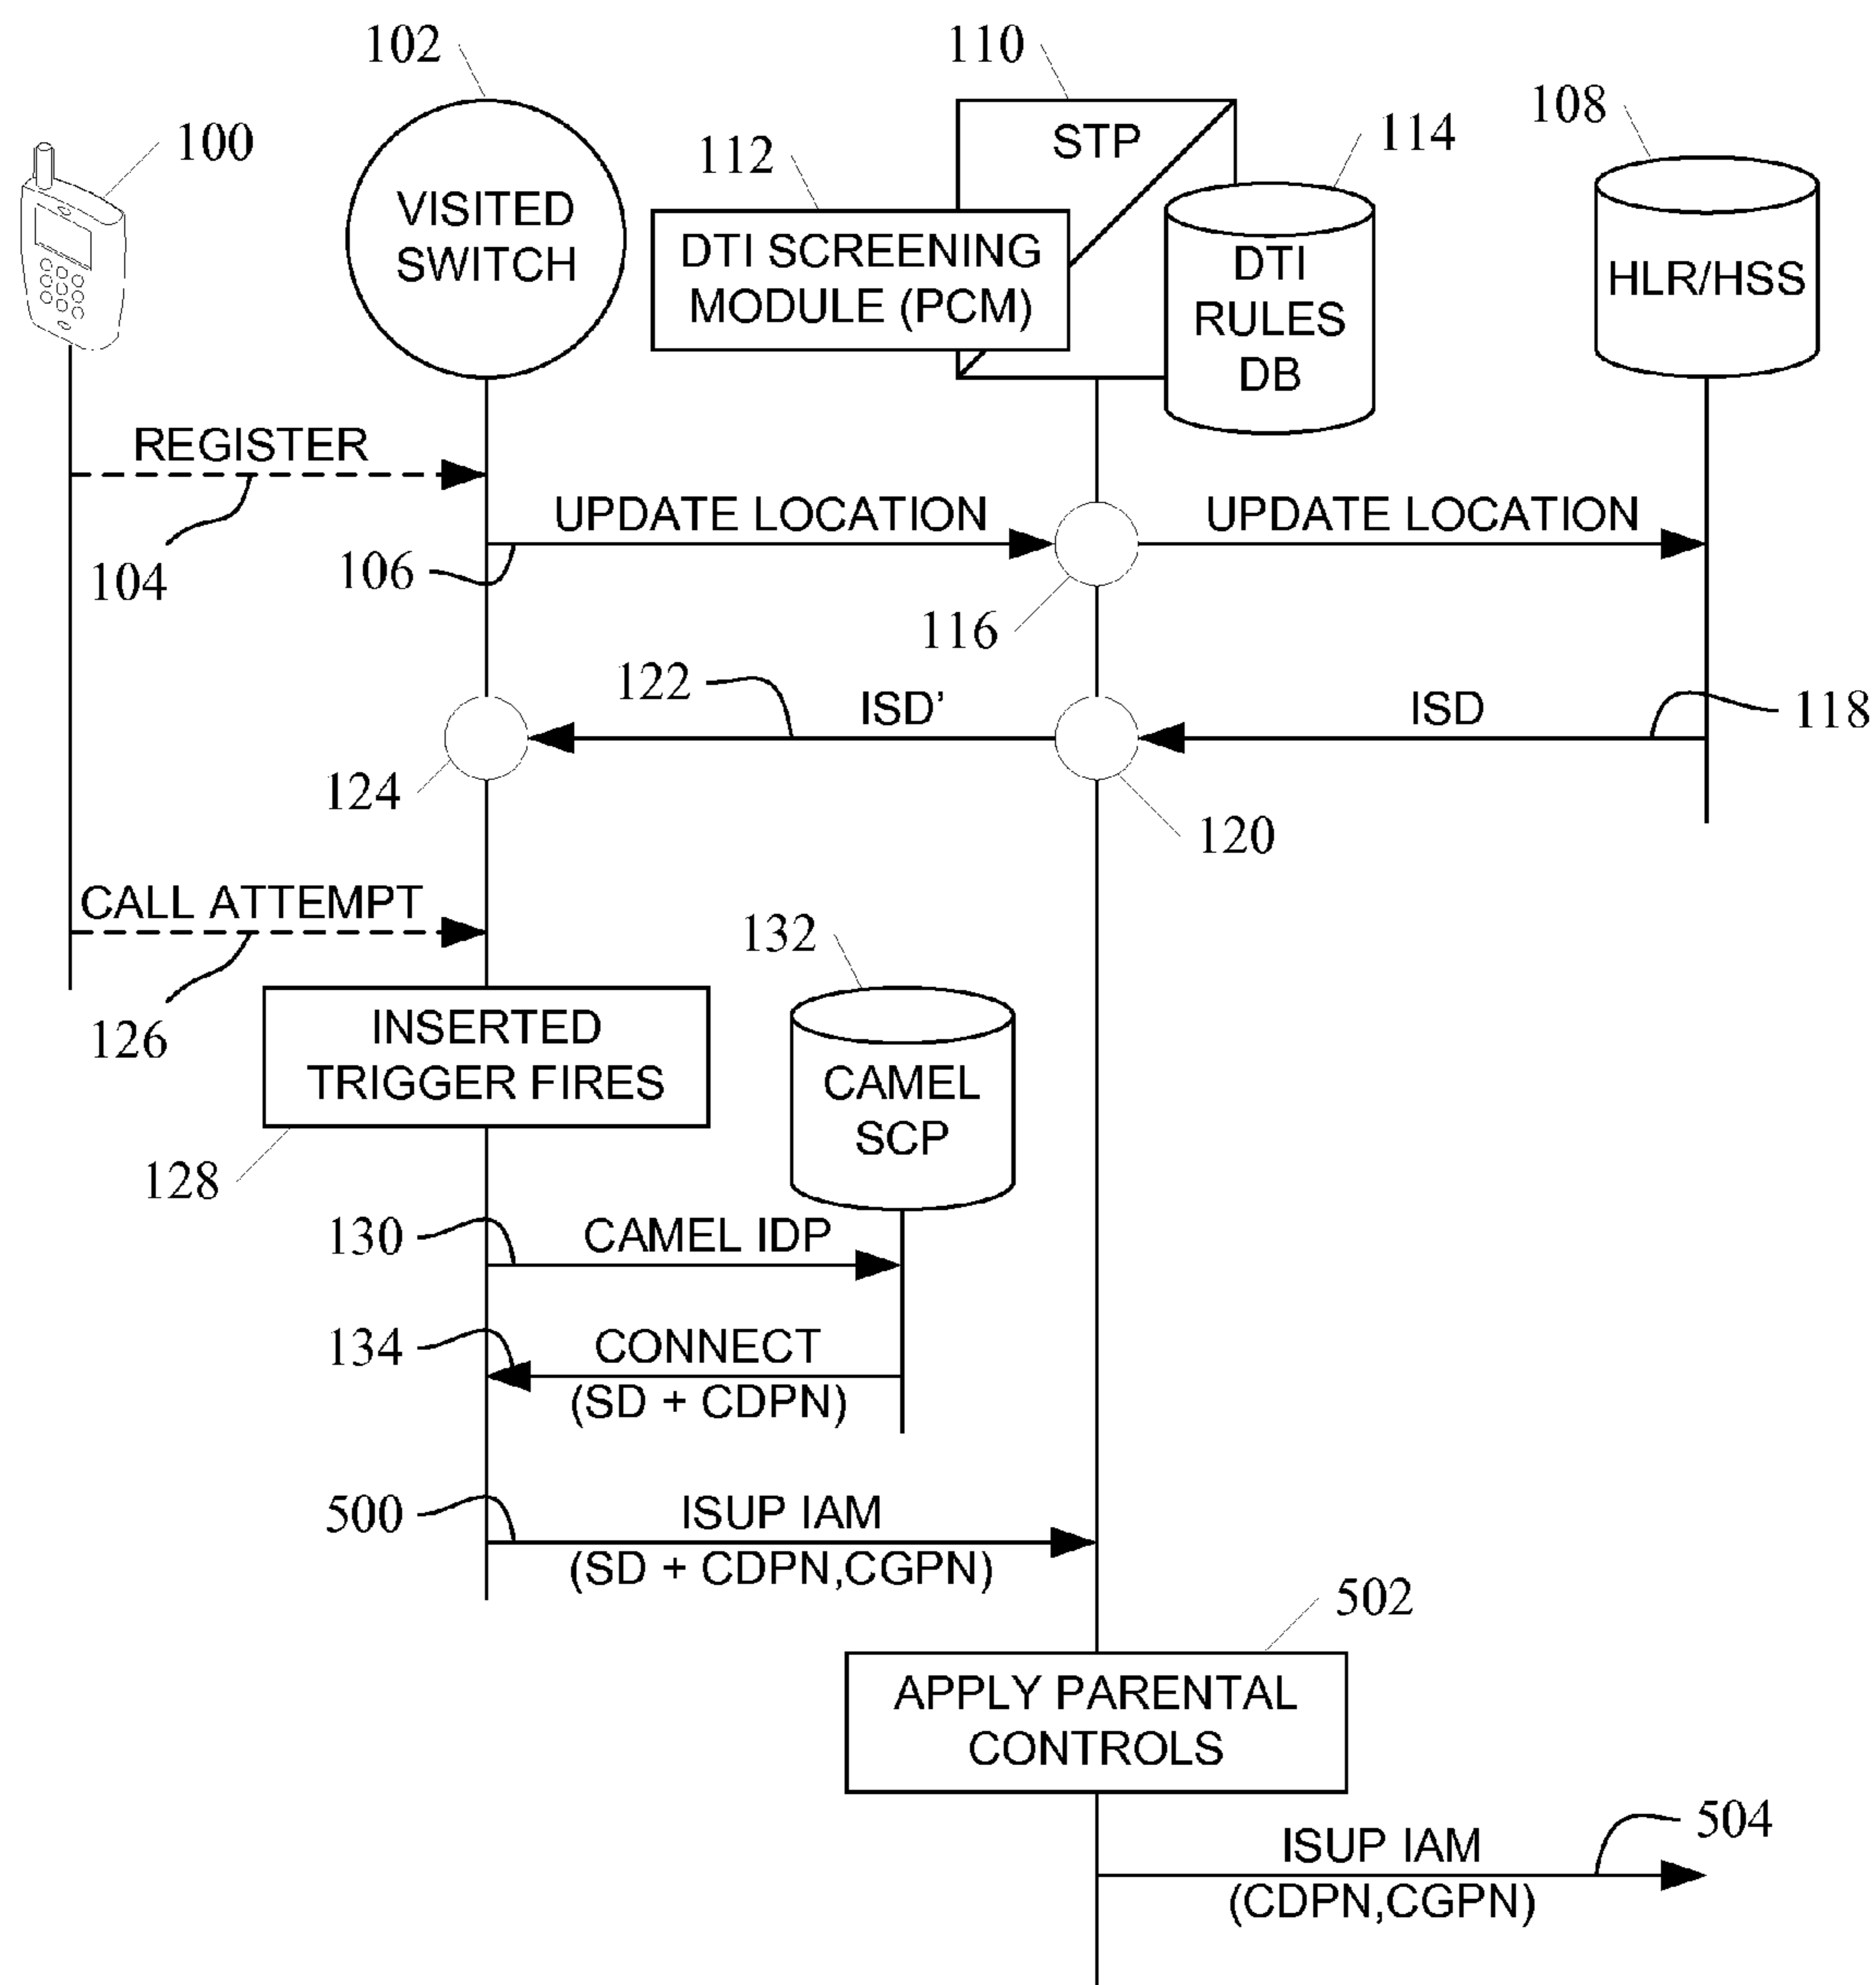 102
110
100
108
114
112
STP
VISITED
SWITCH
DTI SCREENING
MODULE (PCM)
DTI
RULES
DB
HLR/HSS
REGISTER
104
UPDATE LOCATION
UPDATE LOCATION
106
116
122
ISD’
ISD
118
124
120
CALL ATTEMPT
126
132
INSERTED
TRIGGER FIRES
CAMEL
SCP
128
130
CAMEL IDP
134
CONNECT
(SD + CDPN)
500
ISUP IAM
(SD + CDPN,CGPN)
502
APPLY PARENTAL
CONTROLS
504
ISUP IAM
(CDPN,CGPN)